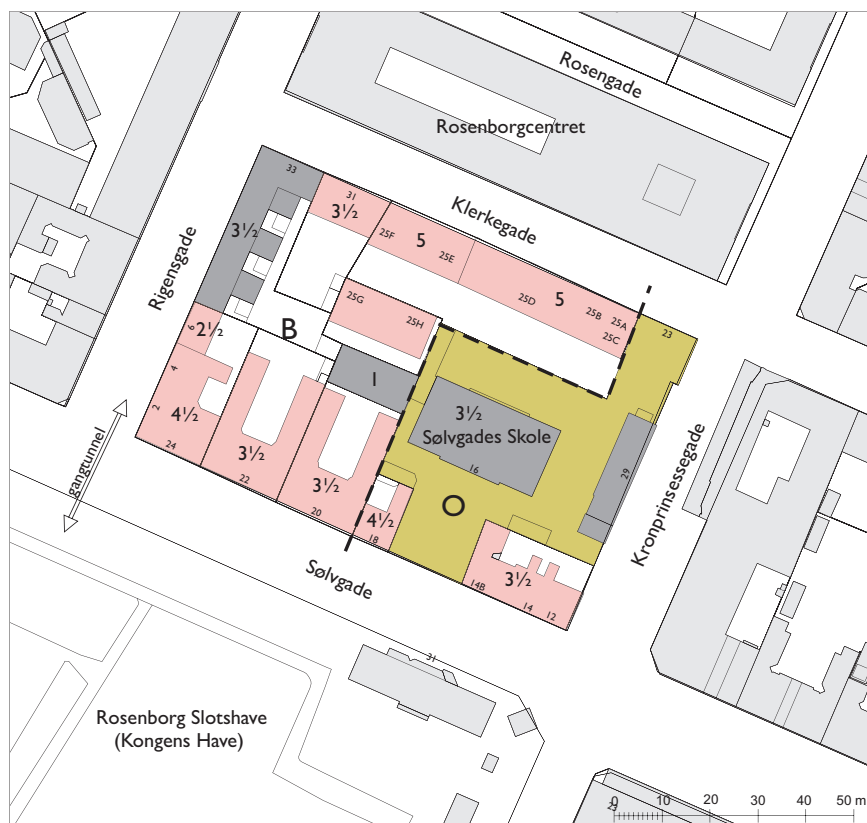 Rosengade
Rosenborgcentret
33
31
3½
Klerkegade
25F
5
25E
3½
Rigensgade
25D
5
25B
25A
25C
23
25G
25H
6
2½
B
4
I
3½
Sølvgades Skole
16
29
2
4½
24
3½
22
3½
20
4½
18
O
3½
14B
14
12
gangtunnel
Kronprinsessegade
Sølvgade
31
Rosenborg Slotshave
(Kongens Have)
23
0 10 20 30 40 50 m